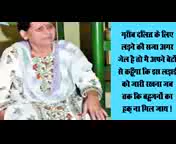 गरीब दलित के लिए
लड़ने की सजा अगर
जेल है तो मै अपने बेटो
से कहूँगा कि इस लड़ाई
को जारी रखना जब
तक कि बहूजनों का
हक् ना मिल जाय !